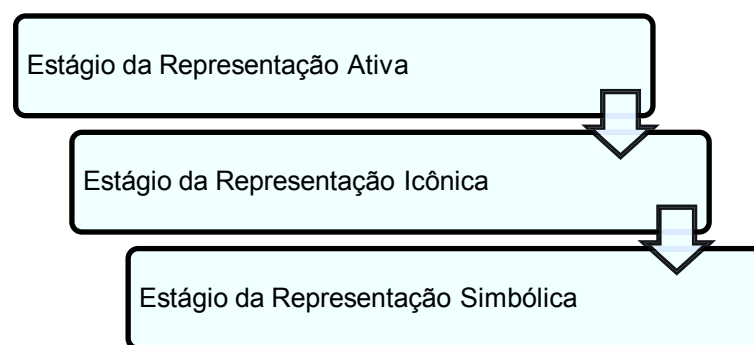 Estágio da Representação Ativa
Estágio da Representação Icônica
Estágio da Representação Simbólica